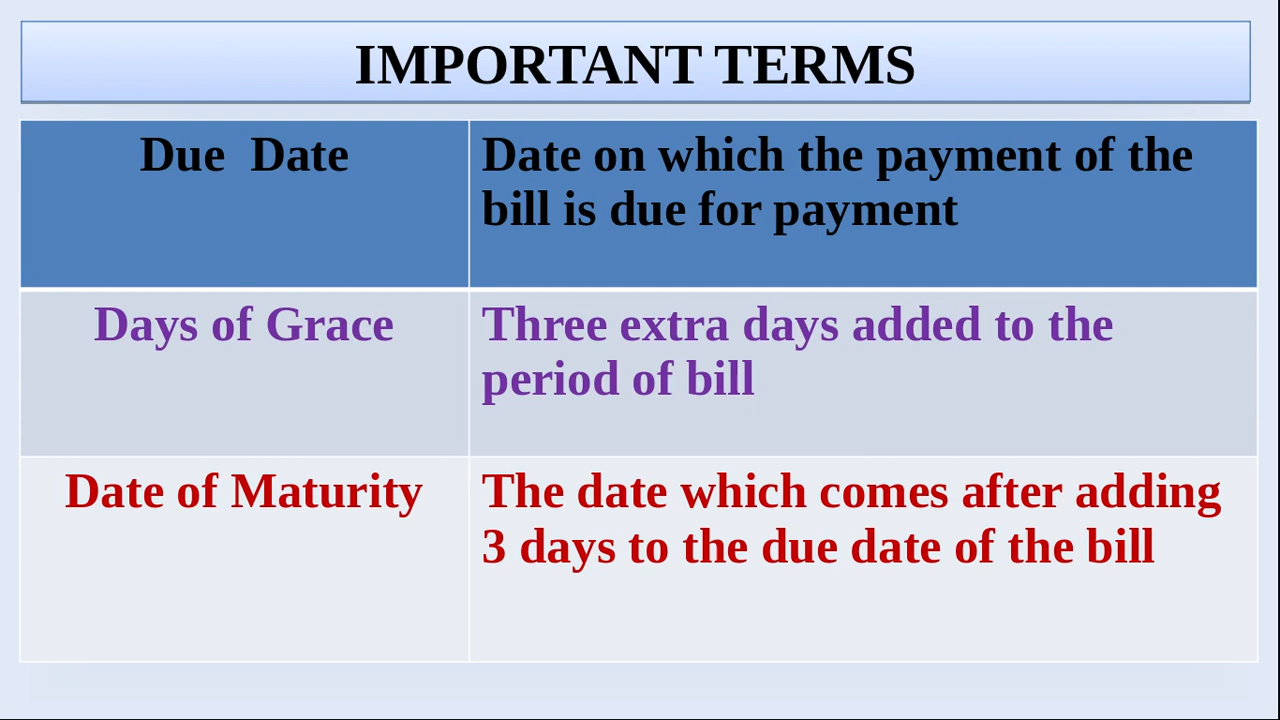 IMPORTANT TERMS
Due Date
Date on which the payment of the
bill is due for payment
Days of Grace
Three extra days added to the
period of bill
Date of Maturity
The date which comes after adding
3 days to the due date of the bill